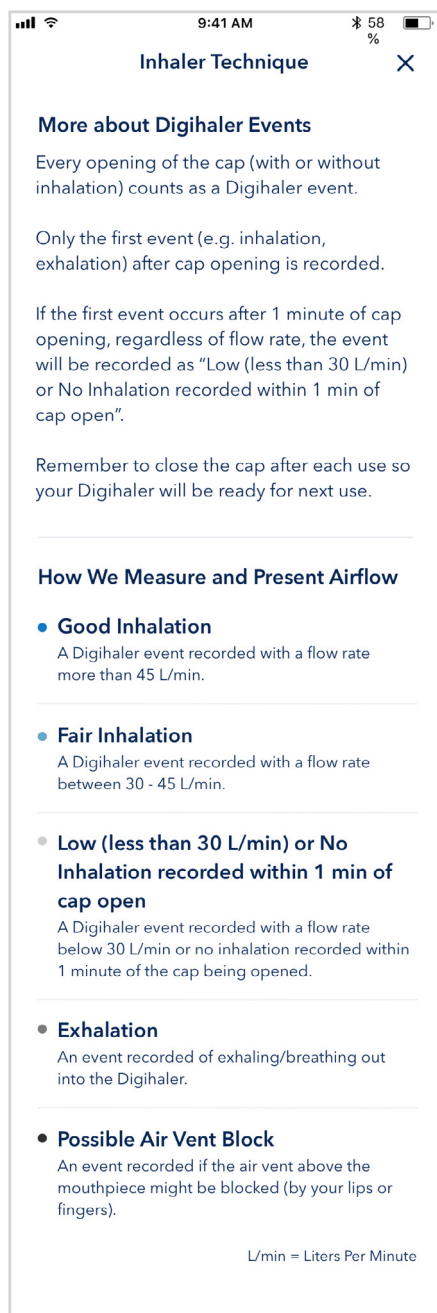 9:41 AM
58
%
Inhaler Technique
More about Digihaler Events
Every opening of the cap (with or without
inhalation) counts as a Digihaler event.
Only the first event (e.g. inhalation,
exhalation) after cap opening is recorded.
If the first event occurs after 1 minute of cap
opening, regardless of flow rate, the event
will be recorded as “Low (less than 30 L/min)
or No Inhalation recorded within 1 min of
cap open”.
Remember to close the cap after each use so
your Digihaler will be ready for next use.
How We Measure and Present Airflow
Good Inhalation
A Digihaler event recorded with a flow rate
more than 45 L/min.
Fair Inhalation
A Digihaler event recorded with a flow rate
between 30 - 45 L/min.
Low (less than 30 L/min) or No
Inhalation recorded within 1 min of
cap open
A Digihaler event recorded with a flow rate
below 30 L/min or no inhalation recorded within
1 minute of the cap being opened.
Exhalation
An event recorded of exhaling/breathing out
into the Digihaler.
Possible Air Vent Block
An event recorded if the air vent above the
mouthpiece might be blocked (by your lips or
fingers).
L/min = Liters Per Minute